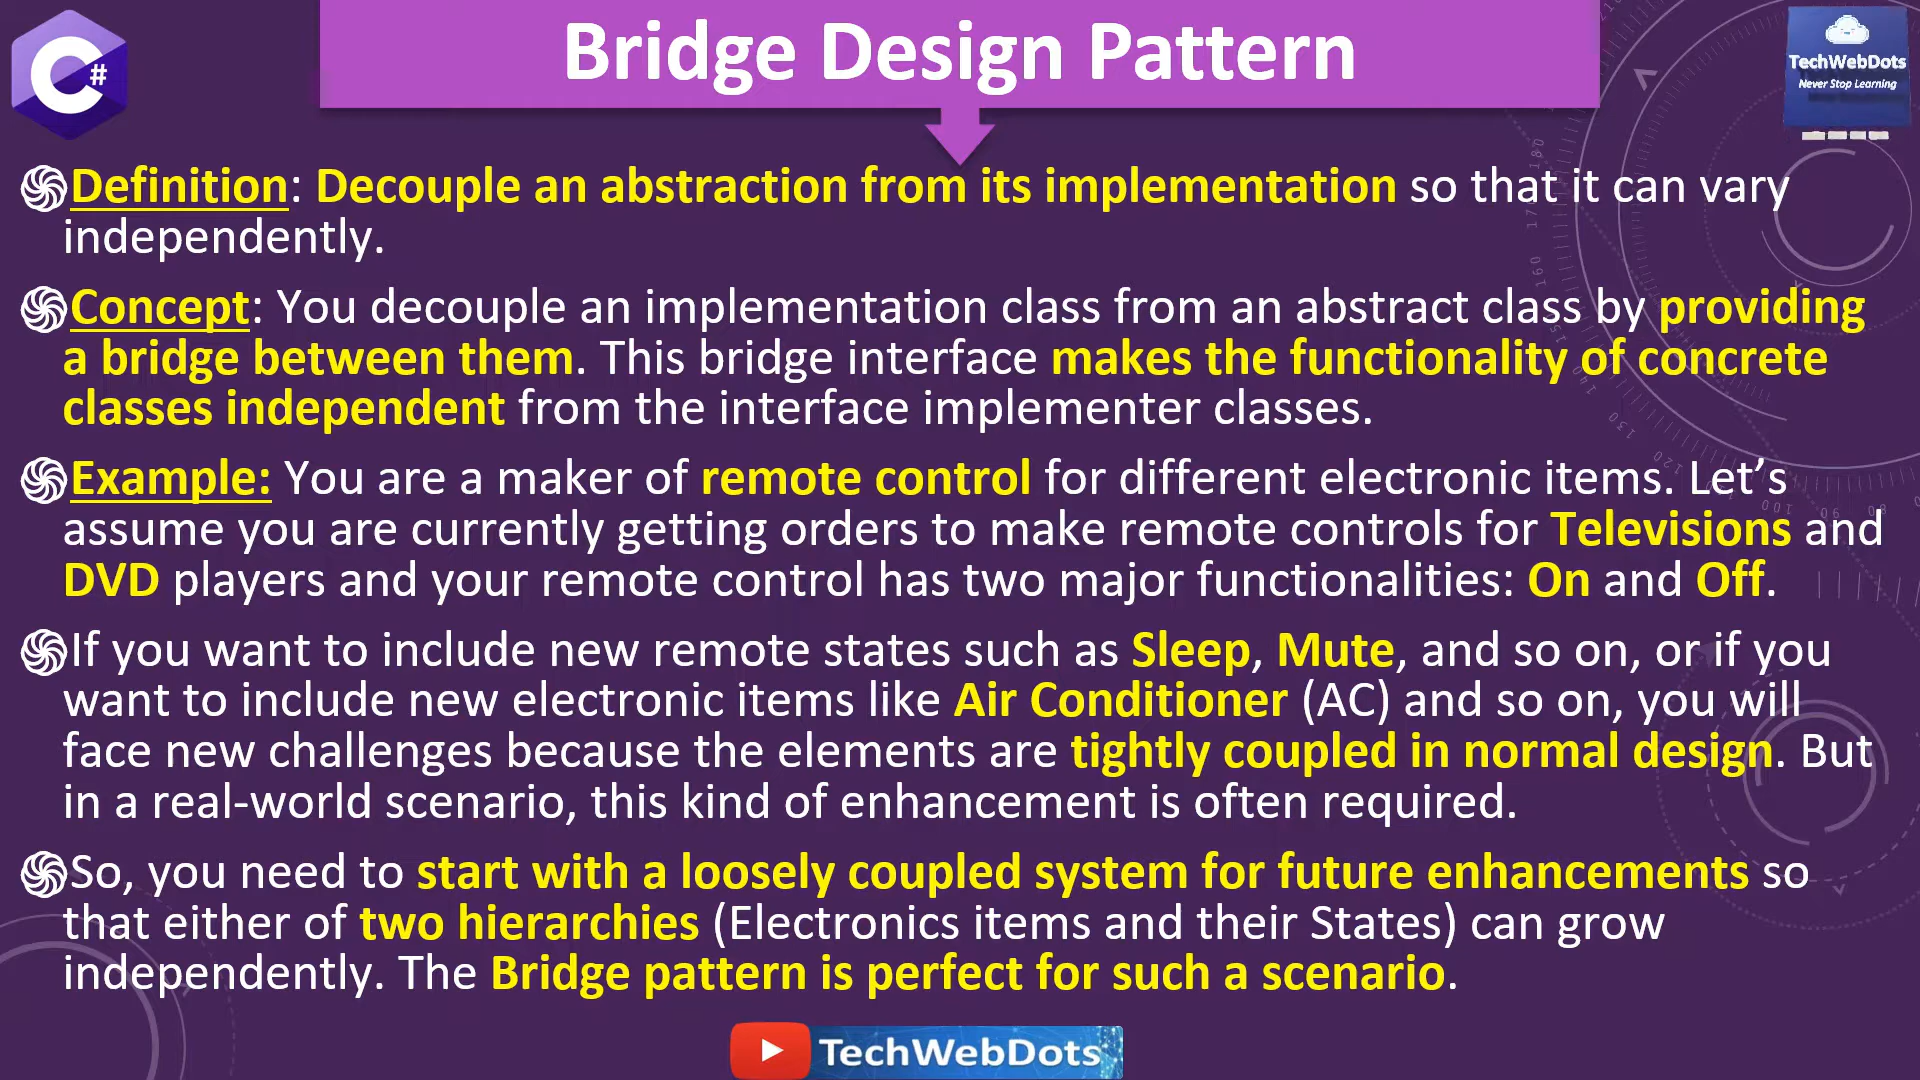 Bridge Design Pattern
C#
TechWebDots
Never Stop Learning
Definition: Decouple an abstraction from its implementation so that it can vary
independently.
Concept: You decouple an implementation class from an abstract class by providing
a bridge between them. This bridge interface makes the functionality of concrete
classes independent from the interface implementer classes.
Example: You are a maker of remote control for different electronic items. Let’s
assume you are currently getting orders to make remote controls for Televisions and
DVD players and your remote control has two major functionalities: On and Off.
If you want to include new remote states such as Sleep, Mute, and so on, or if you
want to include new electronic items like Air Conditioner (AC) and so on, you will
face new challenges because the elements are tightly coupled in normal design. But
in a real-world scenario, this kind of enhancement is often required.
So, you need to start with a loosely coupled system for future enhancements so
that either of two hierarchies (Electronics items and their States) can grow
independently. The Bridge pattern is perfect for such a scenario.
TechWebDots